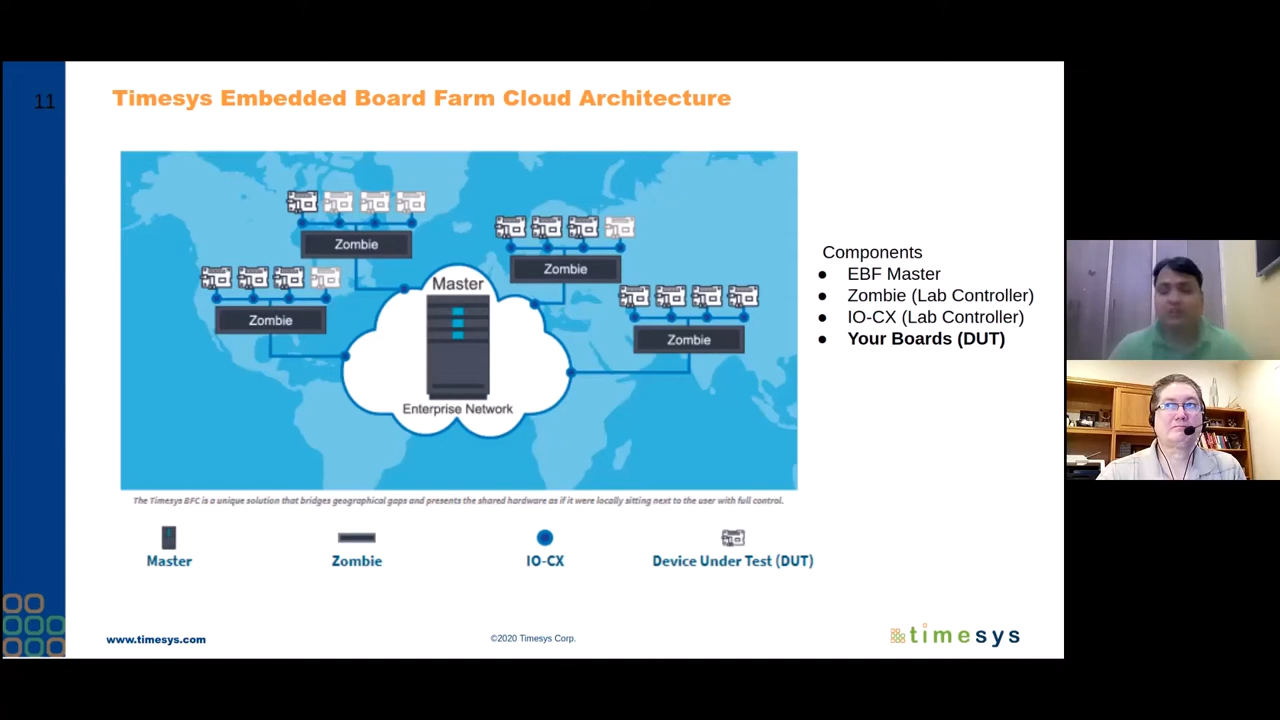 11
Timesys Embedded Board Farm Cloud Architecture
Zombie
Zombie
Zombie
Zombie
Master
Enterprise Network
The Timesys BFC is a unique solution that bridges geographical gaps and presents the shared hardware as if it were locally sitting next to the user with full control.
Master
Zombie
IO-CX
Device Under Test (DUT)
Components
● EBF Master
● Zombie (Lab Controller)
● IO-CX (Lab Controller)
● Your Boards (DUT)
www.timesys.com
©2020 Timesys Corp.
timesys